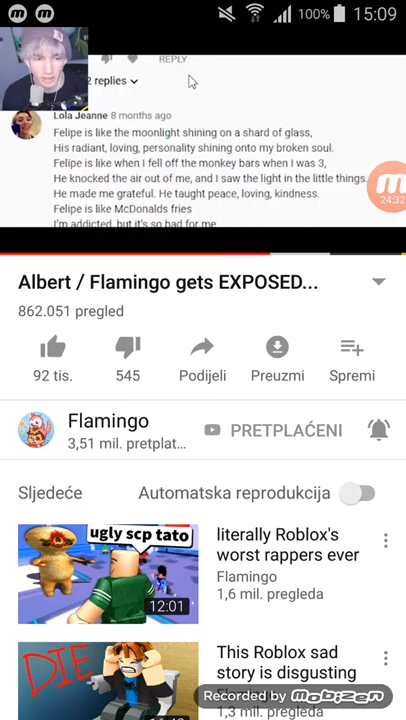 100% 15:09
REPLY
2 replies
Lola Jeanne 8 months ago
Felipe is like the moonlight shining on a shard of glass,
His radiant, loving, personality shining onto my broken soul.
Felipe is like when I fell off the monkey bars when I was 3,
He knocked the air out of me, and I saw the light in the little things.
He made me grateful. He taught peace, loving, kindness.
Felipe is like McDonalds fries
I'm addicted, but it's so bad for me
24:32
Albert / Flamingo gets EXPOSED...
862.051 pregled
92 tis. 545 Podijeli Preuzmi Spremi
Flamingo
PRETPLAĆENI
3,51 mil. pretplat...
Sljedeće Automatska reprodukcija
ugly scp tato
12:01
literally Roblox's
worst rappers ever
Flamingo
1,6 mil. pregleda
DIE
This Roblox sad
story is disgusting
1,3 mil. pregleda
Recorded by mobizen